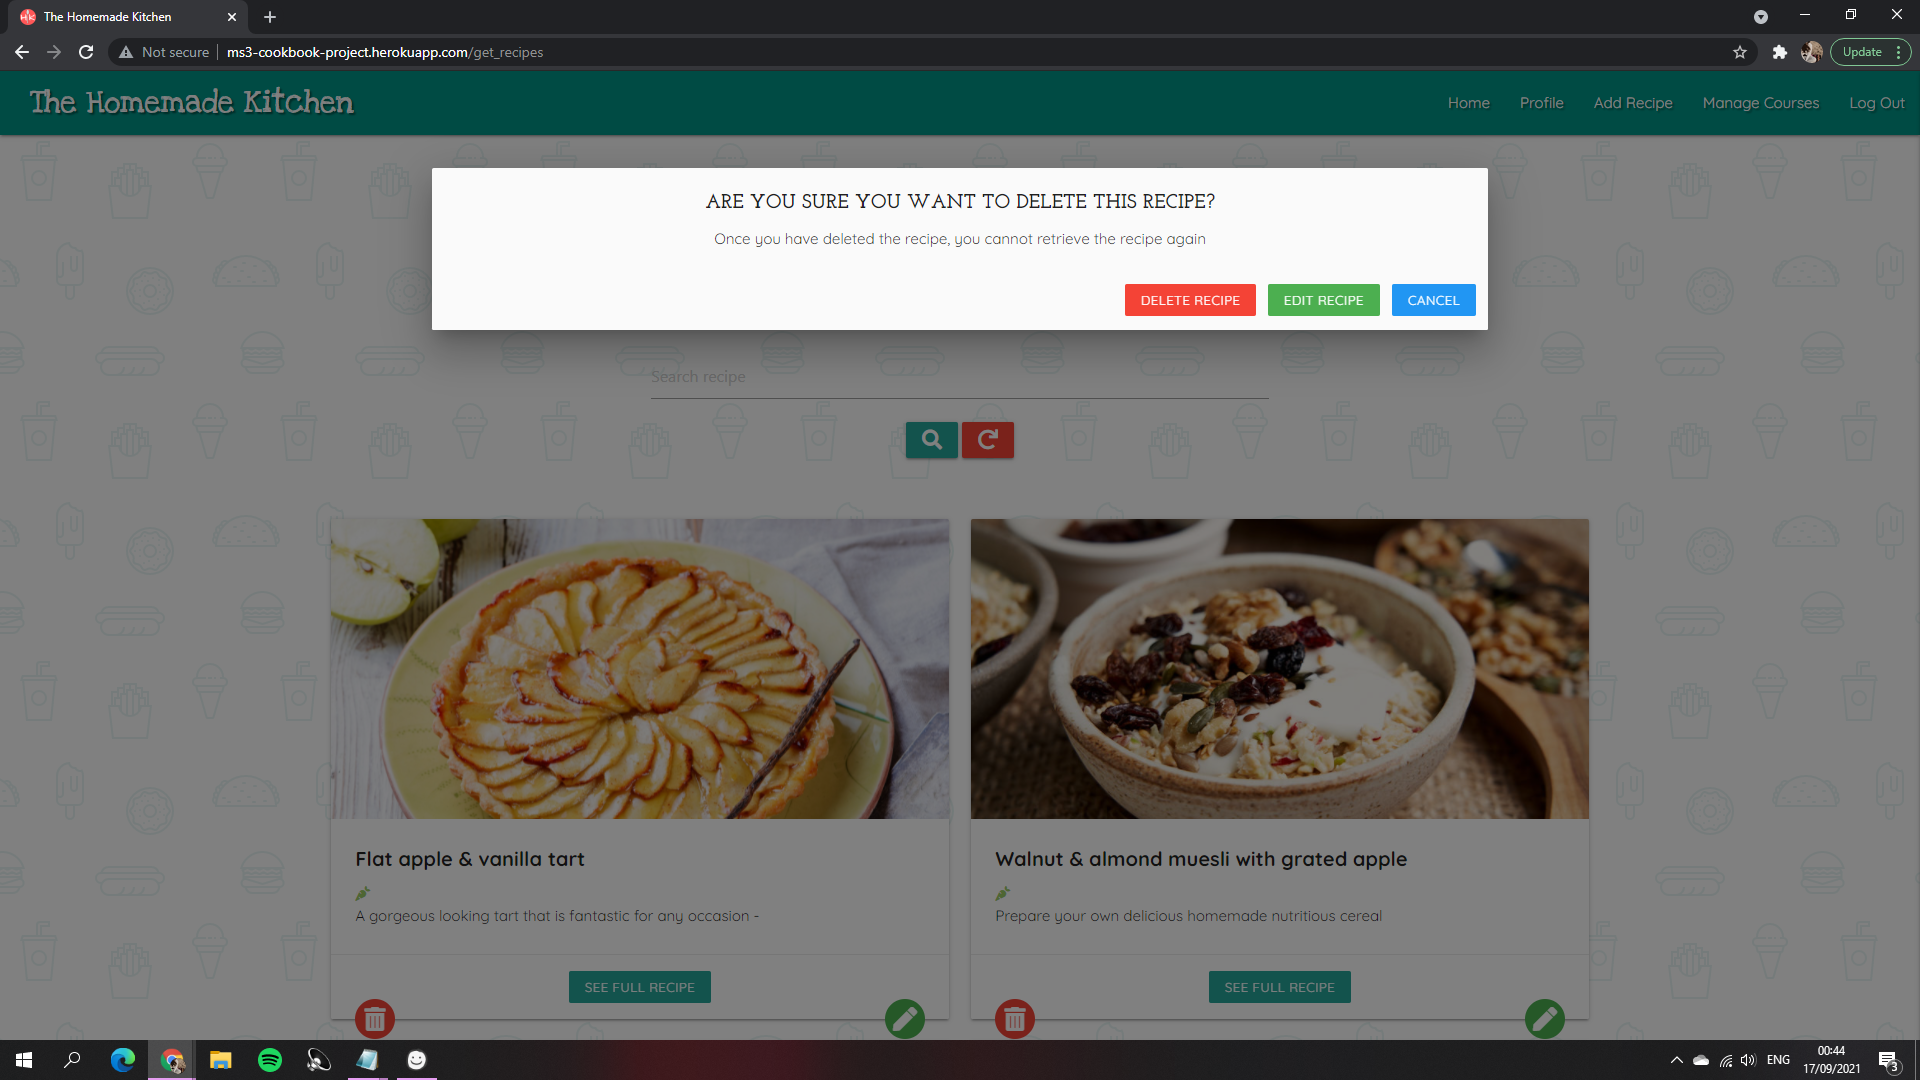 The Homemade Kitchen
Not secure
ms3-cookbook-project.herokuapp.com/get_recipes
Update
The Homemade Kitchen
Home
Profile
Add Recipe
Manage Courses
Log Out
ARE YOU SURE YOU WANT TO DELETE THIS RECIPE?
Once you have deleted the recipe, you cannot retrieve the recipe again
DELETE RECIPE
EDIT RECIPE
CANCEL
Search recipe
Flat apple & vanilla tart
A gorgeous looking tart that is fantastic for any occasion -
SEE FULL RECIPE
Walnut & almond muesli with grated apple
Prepare your own delicious homemade nutritious cereal
SEE FULL RECIPE
ENG
00:44
17/09/2021
3